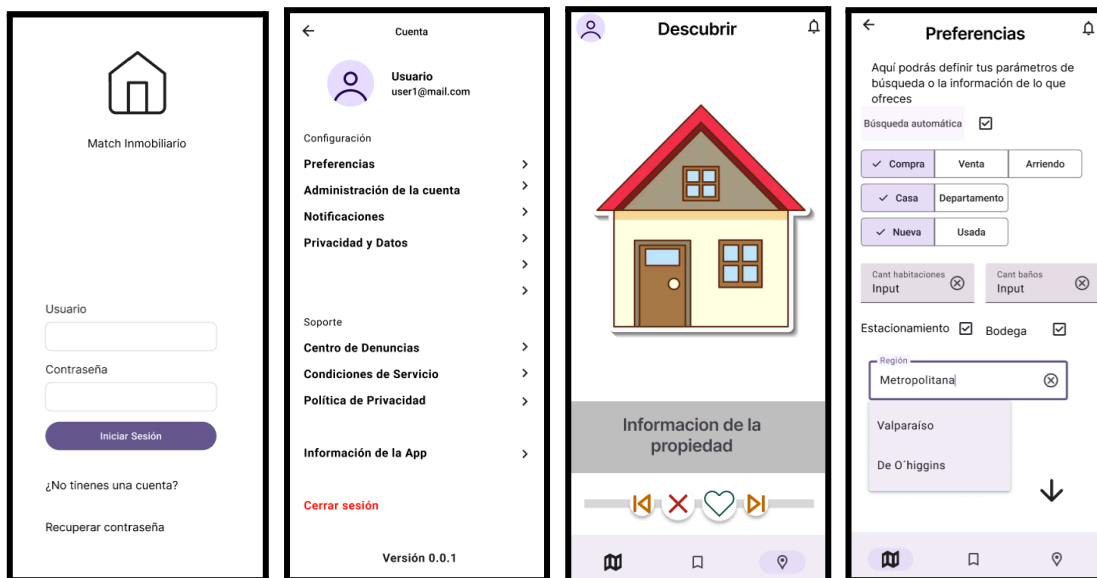 Match Inmobiliario
Usuario
Contraseña
Iniciar Sesión
¿No tinenes una cuenta?
Recuperar contraseña
Cuenta
Usuario
user1@mail.com
Configuración
Preferencias
Administración de la cuenta
Notificaciones
Privacidad y Datos
Soporte
Centro de Denuncias
Condiciones de Servicio
Política de Privacidad
Información de la App
Cerrar sesión
Versión 0.0.1
Descubrir
Informacion de la
propiedad
Preferencias
Aquí podrás definir tus parámetros de
búsqueda o la información de lo que
ofreces
Búsqueda automática
Compra Venta Arriendo
Casa Departamento
Nueva Usada
Cant habitaciones Cant baños
Input Input
Estacionamiento Bodega
Región
Metropolitana
Valparaíso
De O´higgins